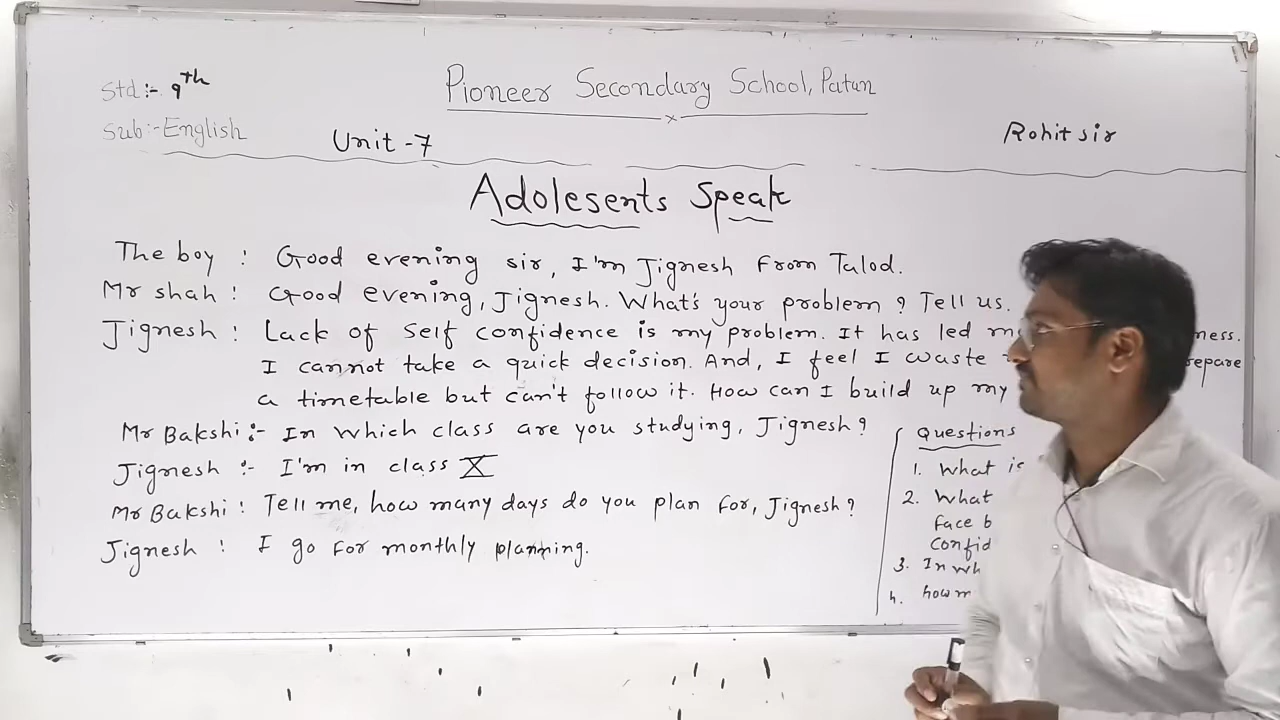 Std :- 9th
Pioneer Secondary School, Patan
Sub :- English
Unit - 7
Rohit sir
Adolesents Speak
The boy : Good evening sir, I'm Jignesh From Talod.
Mr shah : Good evening, Jignesh. What's your problem ? Tell us.
Jignesh : Lack of self confidence is my problem. It has led
I cannot take a quick decision. And, I feel I waste
a timetable but can't follow it. How can I build up my
Mr Bakshi :- In which class are you studying, Jignesh ?
Jignesh :- I'm in class X
Mr Bakshi : Tell me, how many days do you plan for, Jignesh ?
Jignesh : I go for monthly planning.
Questions
1. What is
2. What
Face
3. In
4. how